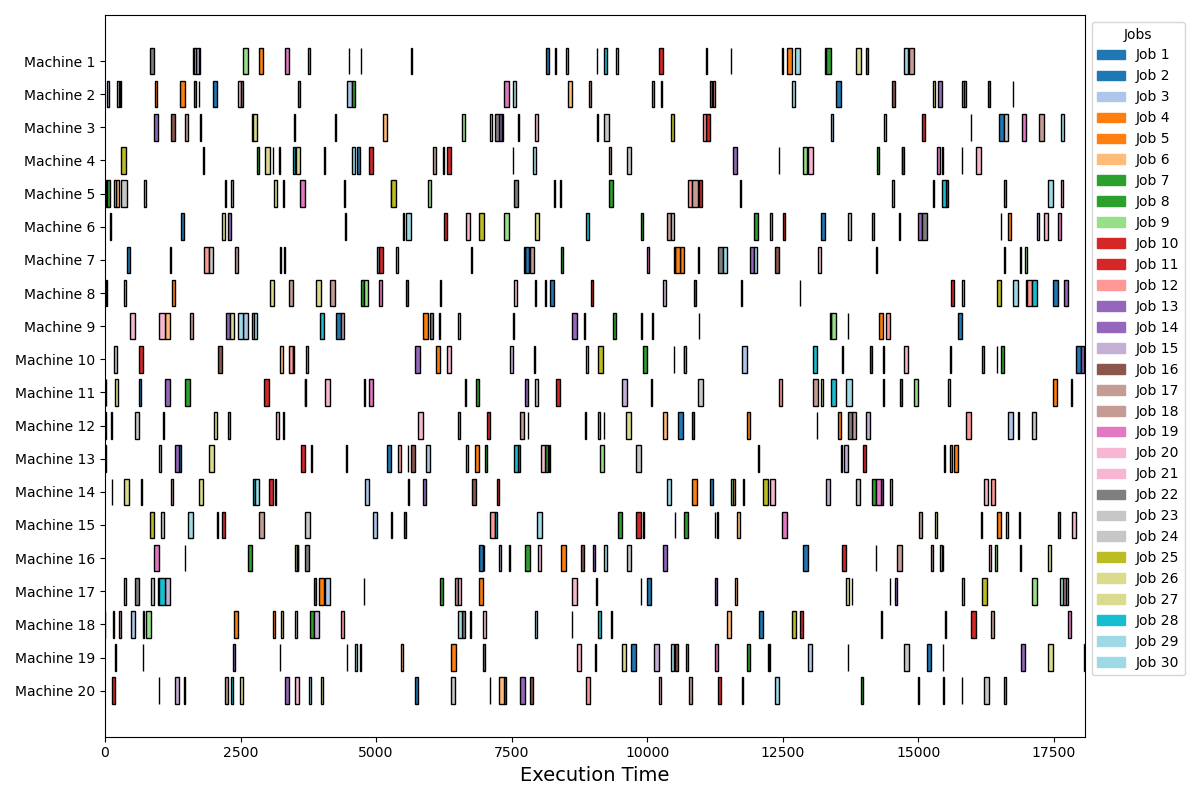 Machine 1
Machine 2
Machine 3
Machine 4
Machine 5
Machine 6
Machine 7
Machine 8
Machine 9
Machine 10
Machine 11
Machine 12
Machine 13
Machine 14
Machine 15
Machine 16
Machine 17
Machine 18
Machine 19
Machine 20
0 2500 5000 7500 10000 12500 15000 17500
Execution Time
Jobs
Job 1
Job 2
Job 3
Job 4
Job 5
Job 6
Job 7
Job 8
Job 9
Job 10
Job 11
Job 12
Job 13
Job 14
Job 15
Job 16
Job 17
Job 18
Job 19
Job 20
Job 21
Job 22
Job 23
Job 24
Job 25
Job 26
Job 27
Job 28
Job 29
Job 30